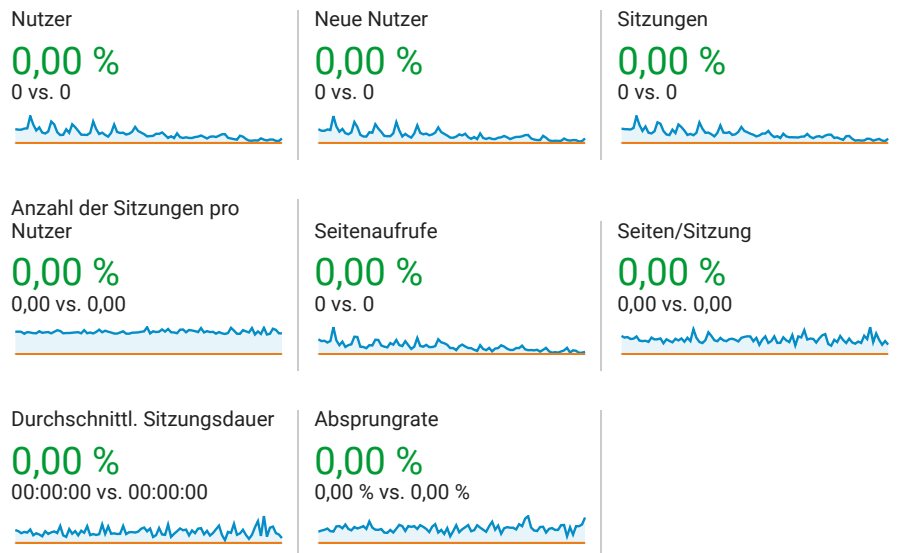 Nutzer
0,00 %
0 vs. 0
Neue Nutzer
0,00 %
0 vs. 0
Sitzungen
0,00 %
0 vs. 0
Anzahl der Sitzungen pro
Nutzer
0,00 %
0,00 vs. 0,00
Seitenaufrufe
0,00 %
0 vs. 0
Seiten/Sitzung
0,00 %
0,00 vs. 0,00
Durchschnittl. Sitzungsdauer
0,00 %
00:00:00 vs. 00:00:00
Absprungrate
0,00 %
0,00 % vs. 0,00 %